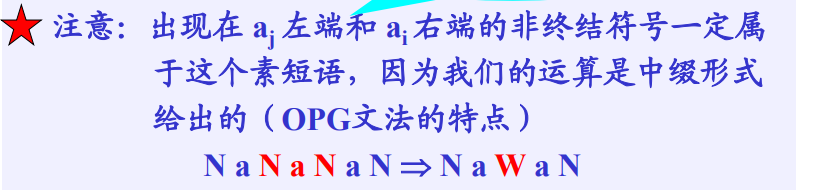 注意：出现在 aj 左端和 ai 右端的非终结符号一定属
于这个素短语，因为我们的运算是中缀形式
给出的（OPG文法的特点）
N a N a N a N ⇒ N a W a N